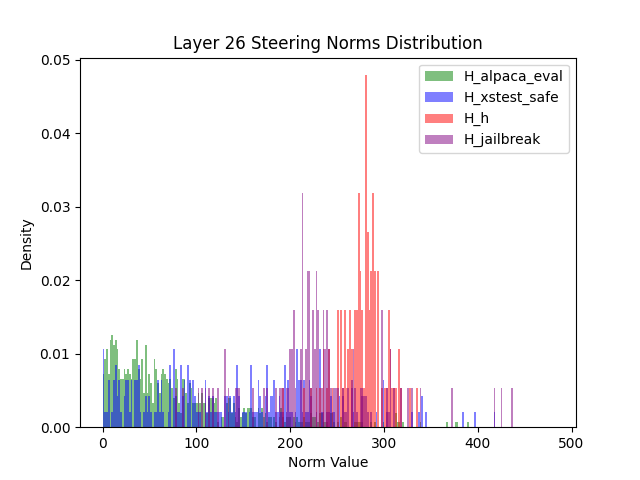 Layer 26 Steering Norms Distribution
H_alpaca_eval
H_xstest_safe
H_h
H_jailbreak
Density
0.05
0.04
0.03
0.02
0.01
0.00
0 100 200 300 400 500
Norm Value